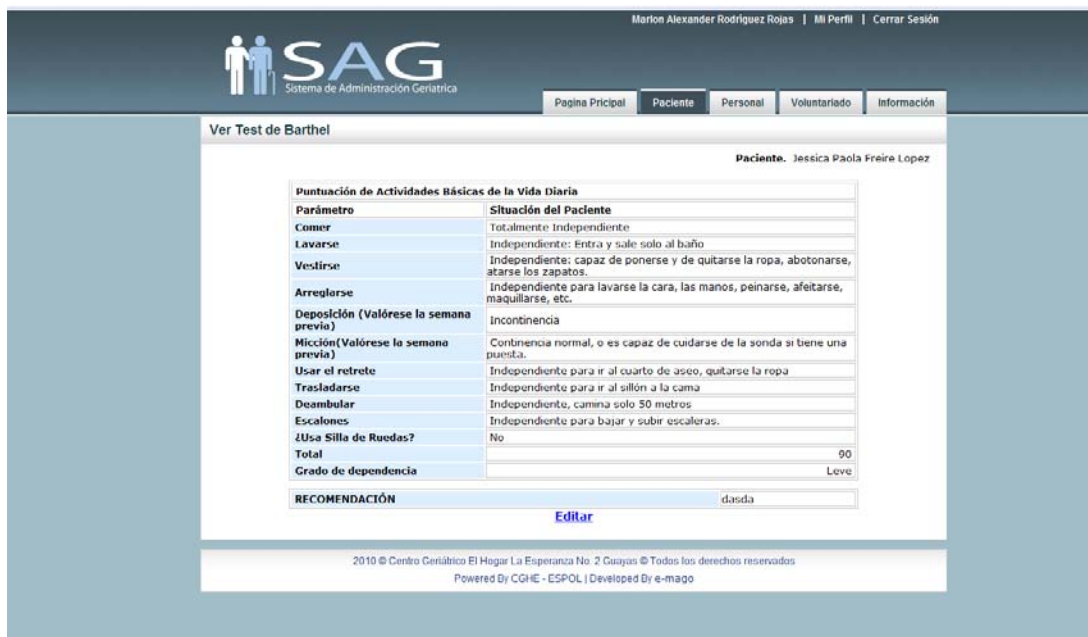 Marlon Alexander Rodríguez Rojas | Mi Perfil | Cerrar Sesión
SAG
Sistema de Administración Geriatrica
Pagina Pricipal Paciente Personal Voluntariado Información
Ver Test de Barthel
Paciente. Jessica Paola Freire Lopez
Puntuación de Actividades Básicas de la Vida Diaria
Parámetro Situación del Paciente
Comer Totalmente Independiente
Lavarse Independiente: Entra y sale solo al baño
Vestirse Independiente: capaz de ponerse y de quitarse la ropa, abotonarse,
atarse los zapatos.
Arreglarse Independiente para lavarse la cara, las manos, peinarse, afeitarse,
maquillarse, etc.
Deposición (Valórese la semana
previa) Incontinencia
Micción(Valórese la semana
previa) Continencia normal, o es capaz de cuidarse de la sonda si tiene una
puesta.
Usar el retrete Independiente para ir al cuarto de aseo, quitarse la ropa
Trasladarse Independiente para ir al sillón a la cama
Deambular Independiente, camina solo 50 metros
Escalones Independiente para bajar y subir escaleras.
¿Usa Silla de Ruedas? No
Total 90
Grado de dependencia Leve
RECOMENDACIÓN dasda
Editar
2010 © Centro Geriátrico El Hogar La Esperanza No. 2 Guayas © Todos los derechos reservados
Powered By CGHE - ESPOL | Developed By e-mago